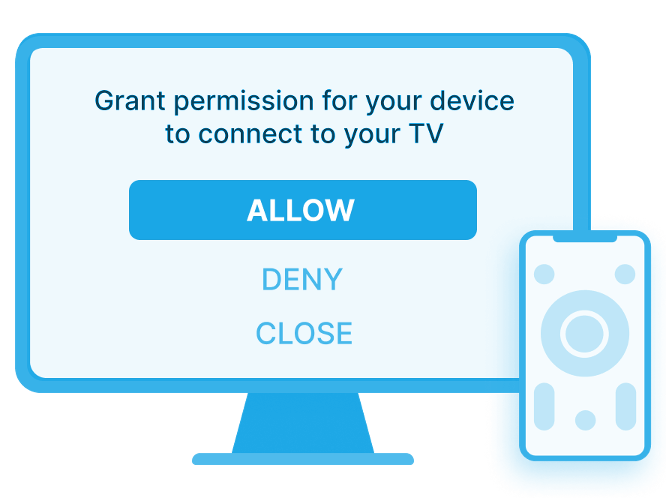 Grant permission for your device
to connect to your TV
ALLOW
DENY
CLOSE